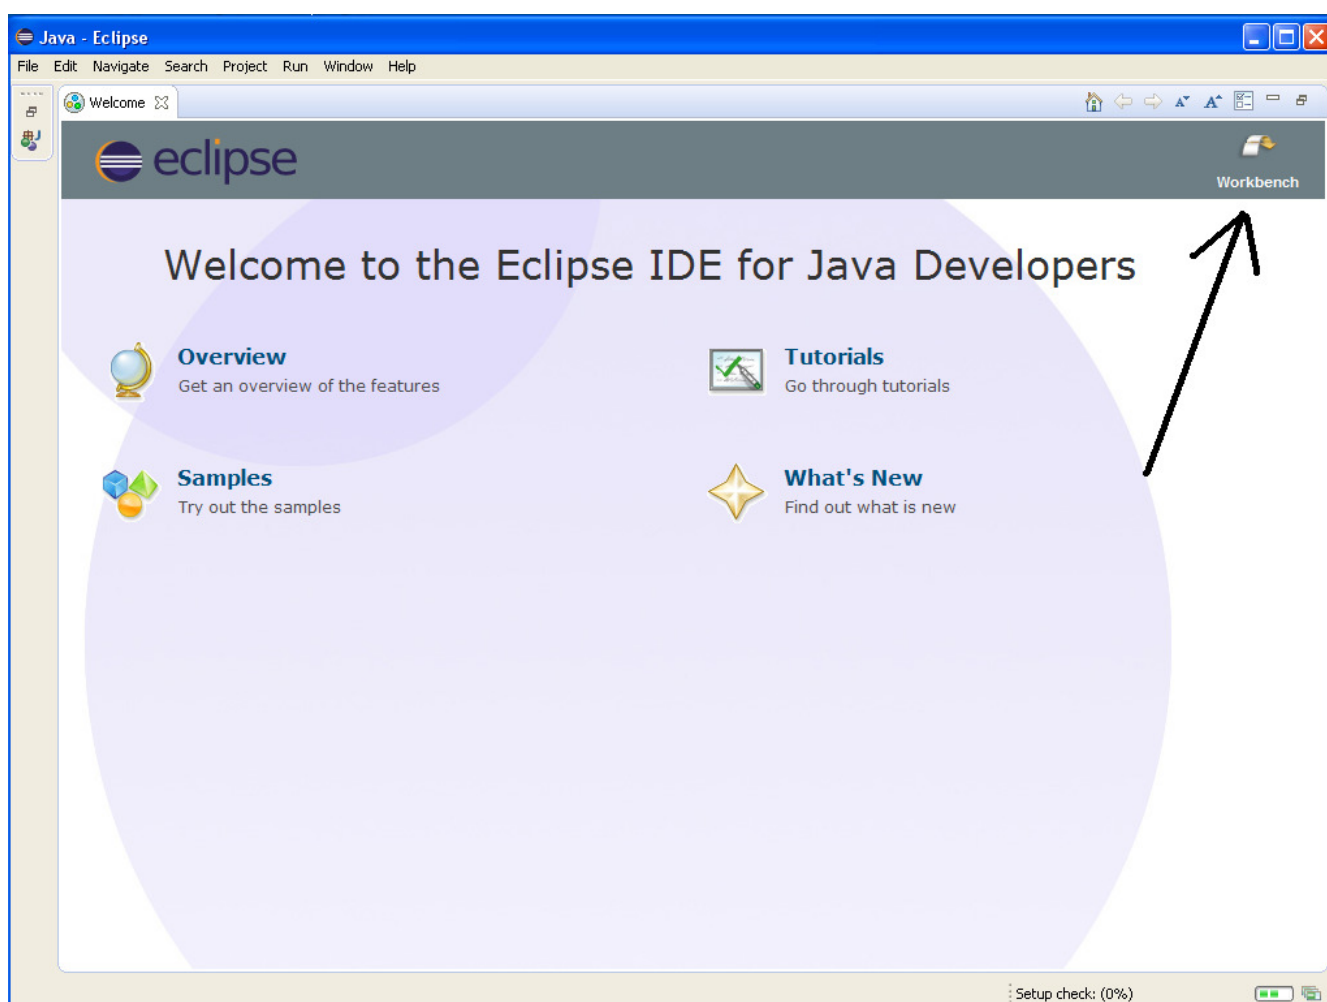 Java - Eclipse
File Edit Navigate Search Project Run Window Help
Welcome
eclipse
Workbench
Welcome to the Eclipse IDE for Java Developers
Overview
Get an overview of the features
Tutorials
Go through tutorials
Samples
Try out the samples
What's New
Find out what is new
Setup check: (0%)